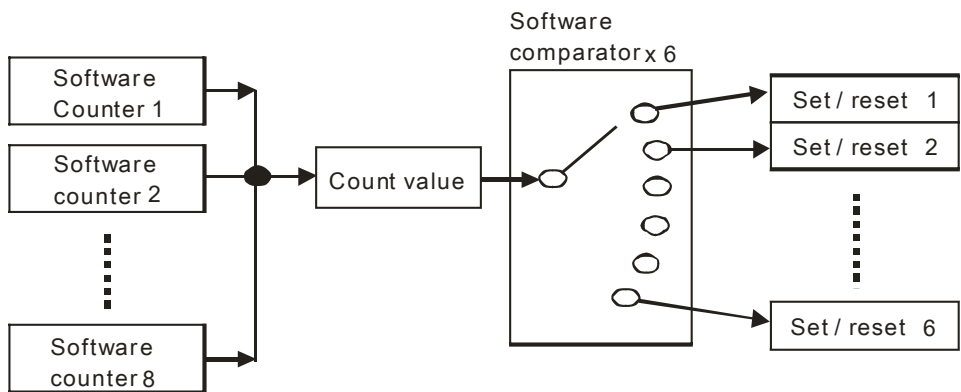 Software
comparator x 6
Software
Counter 1
Set / reset 1
Software
counter 2
Count value
Set / reset 2
Software
counter 8
Set / reset 6